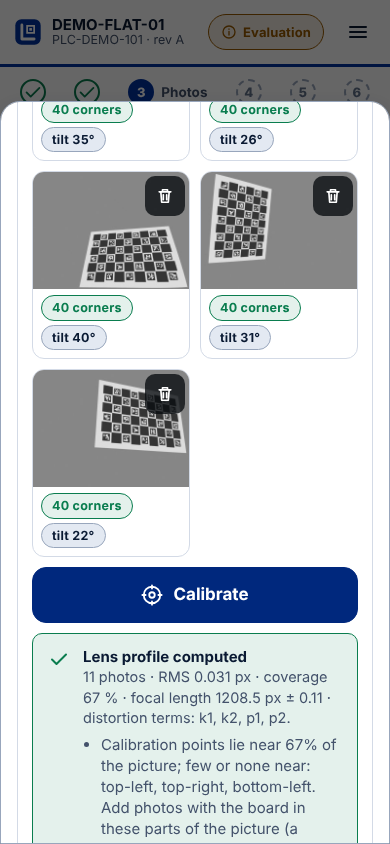 DEMO-FLAT-01
PLC-DEMO-101 · rev A
Evaluation
3 Photos 4 5 6
40 corners 40 corners
tilt 35° tilt 26°
40 corners 40 corners
tilt 40° tilt 31°
40 corners
tilt 22°
Calibrate
Lens profile computed
11 photos · RMS 0.031 px · coverage
67 % · focal length 1208.5 px ± 0.11 ·
distortion terms: k1, k2, p1, p2.
• Calibration points lie near 67% of
the picture; few or none near:
top-left, top-right, bottom-left.
Add photos with the board in
these parts of the picture (a